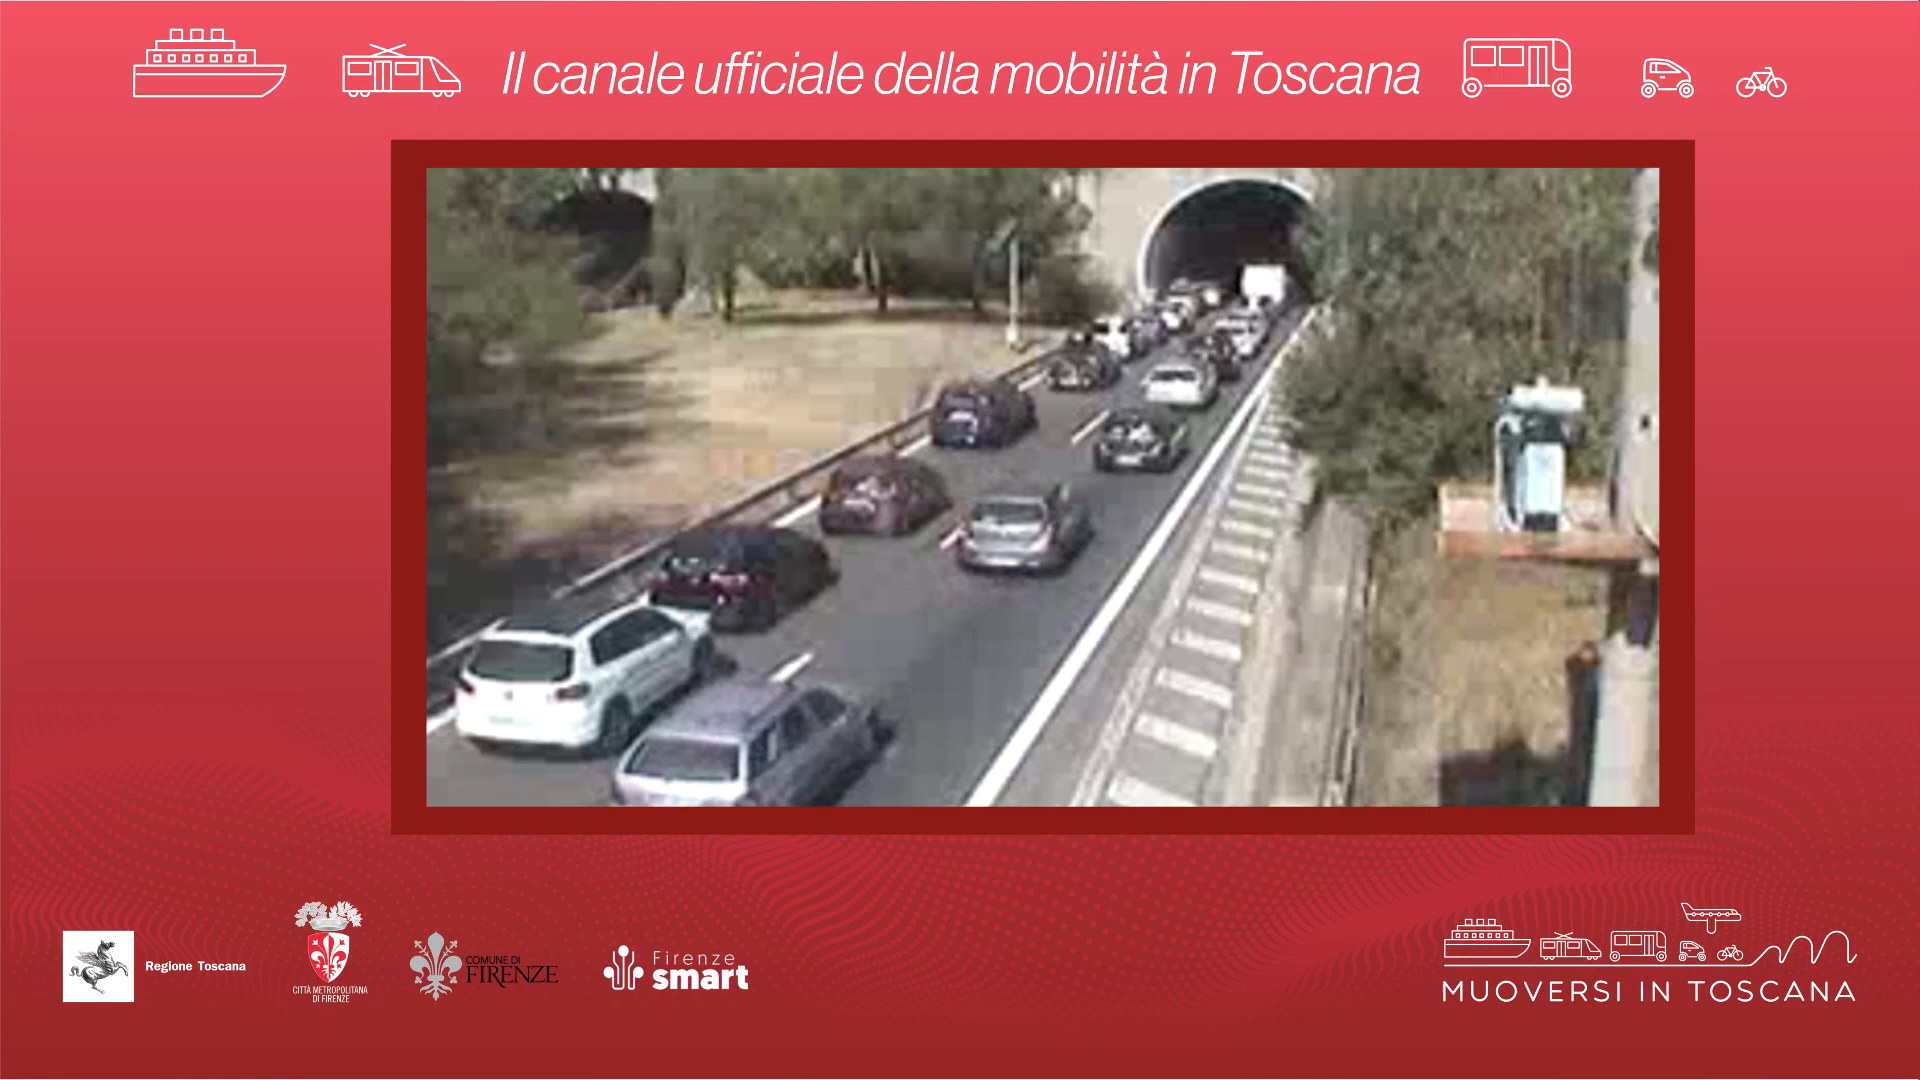 Il canale ufficiale della mobilità in Toscana
Regione Toscana
CITTÀ METROPOLITANA
DI FIRENZE
COMUNE DI
FIRENZE
Firenze
smart
MUOVERSI IN TOSCANA